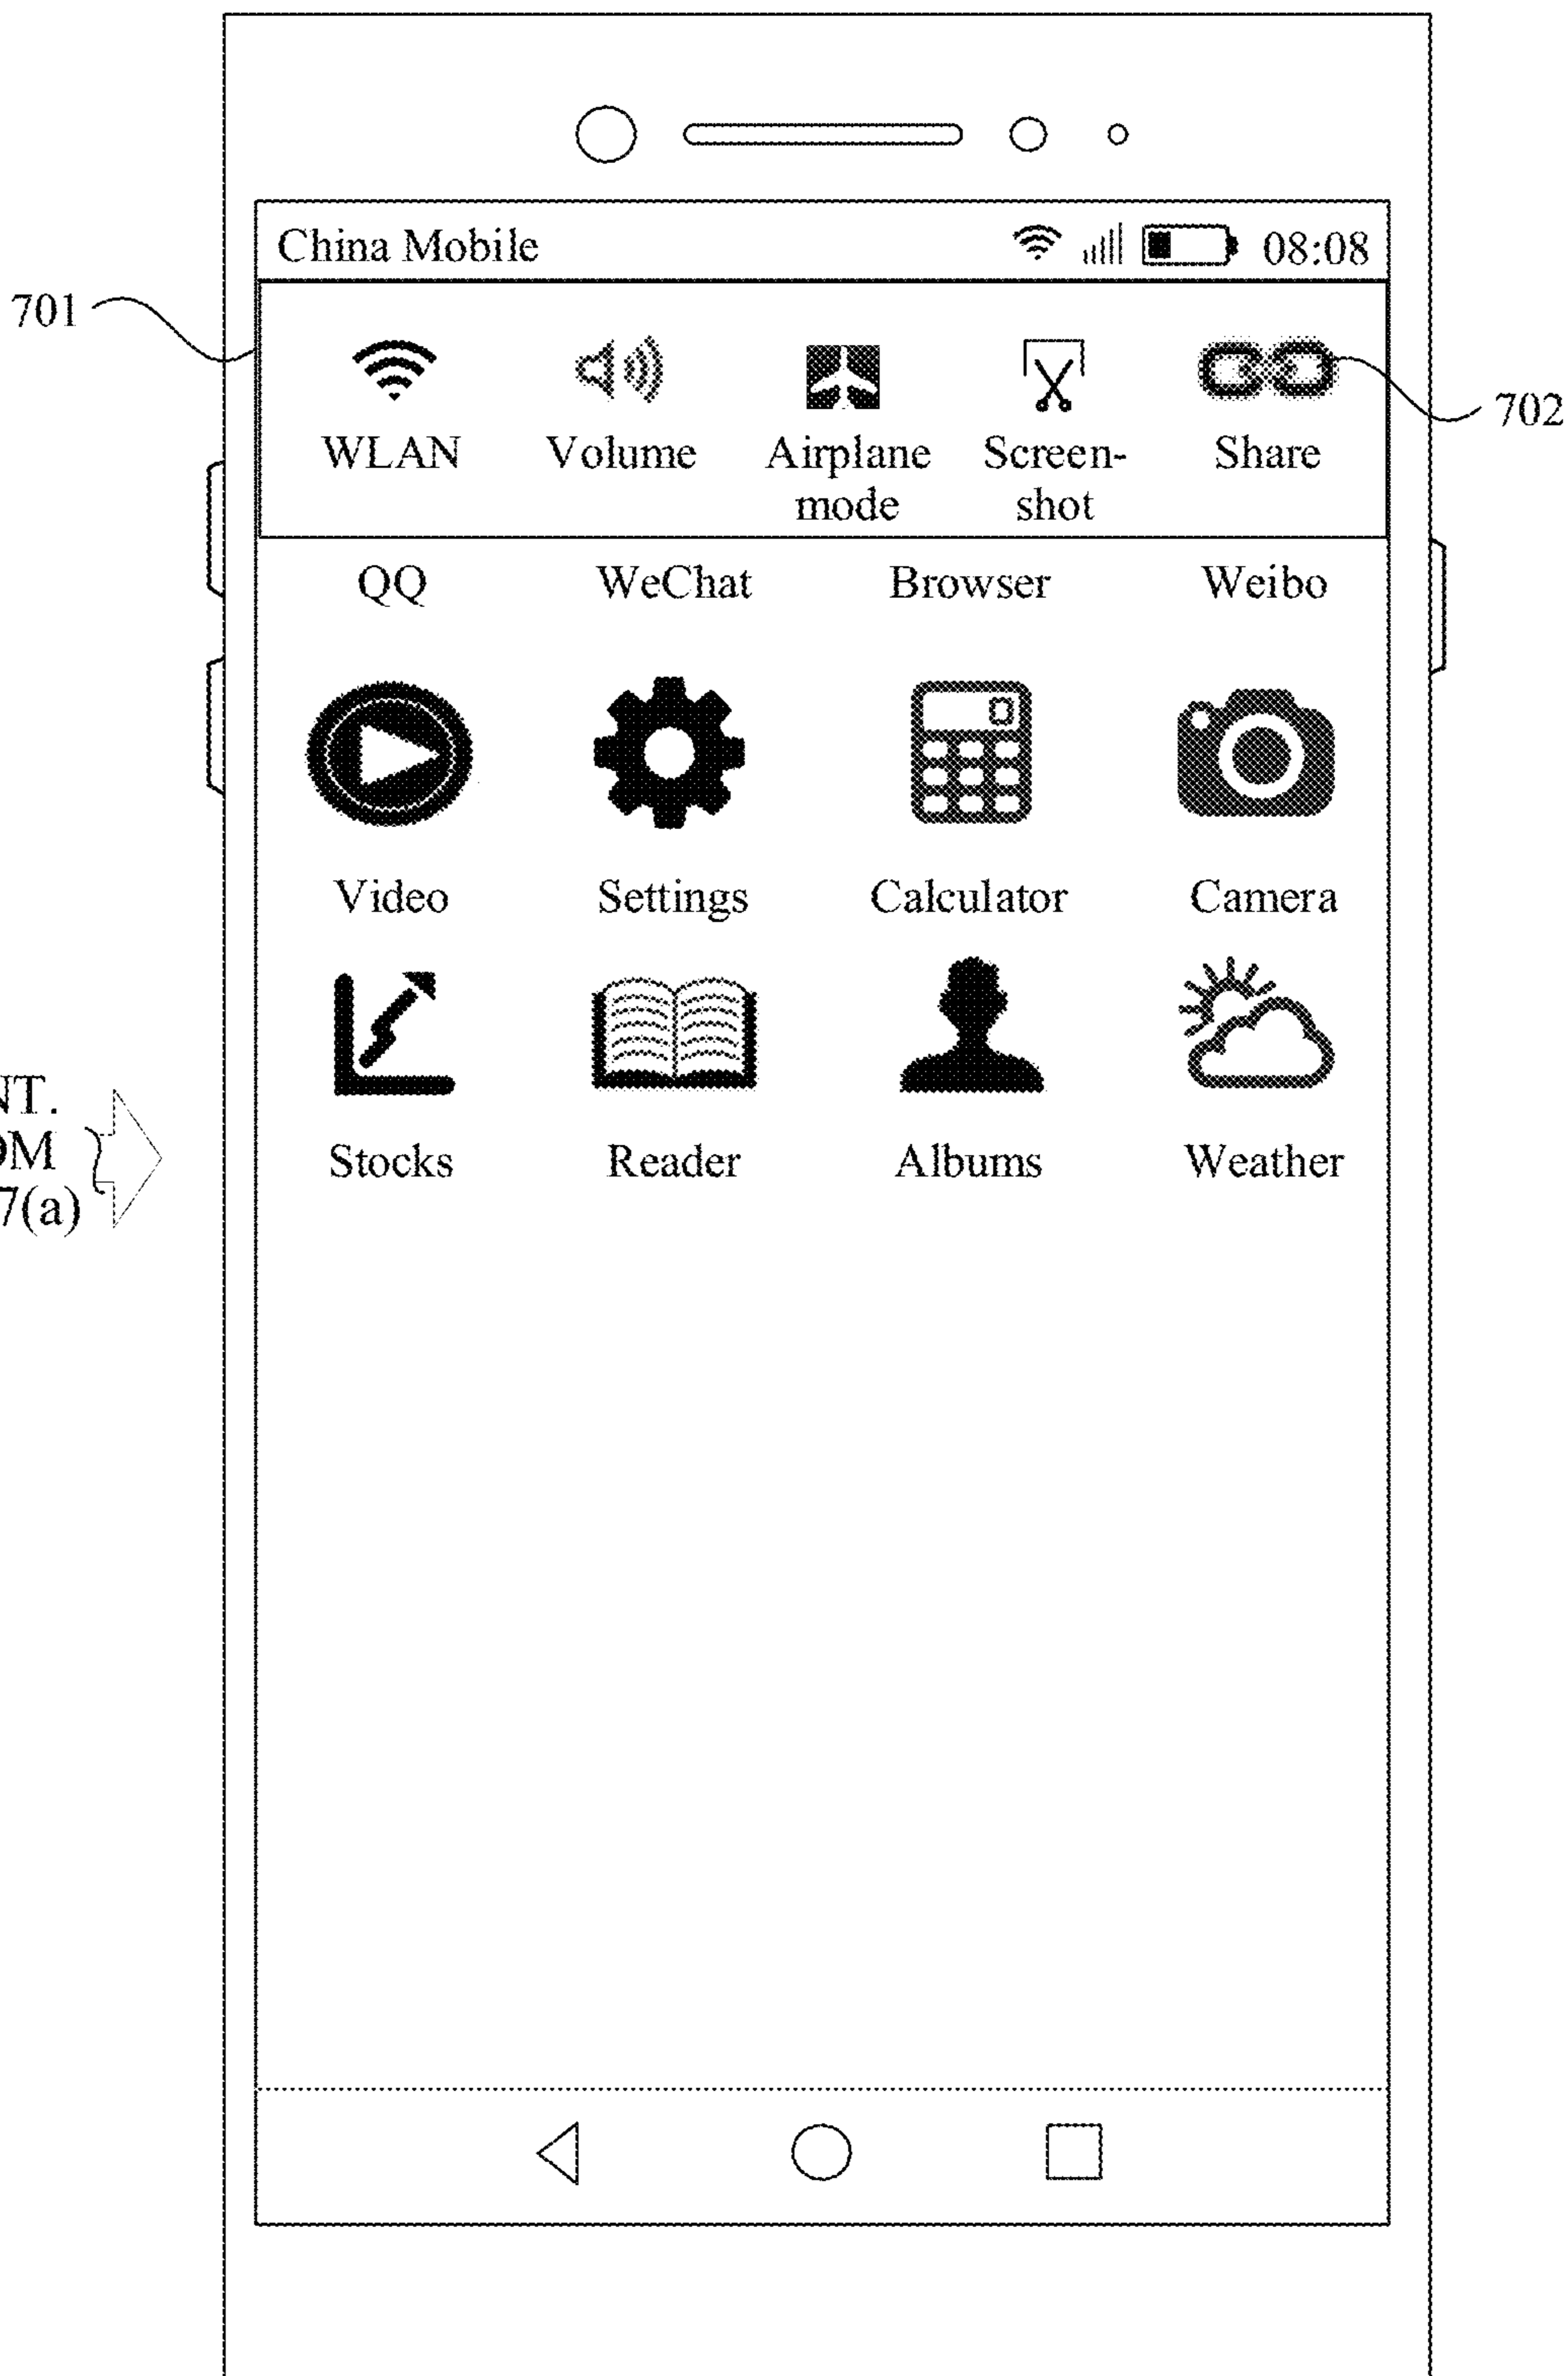 China Mobile 08:08
701
702
WLAN Volume Airplane mode Screen-shot Share
QQ WeChat Browser Weibo
Video Settings Calculator Camera
Stocks Reader Albums Weather
7(a)